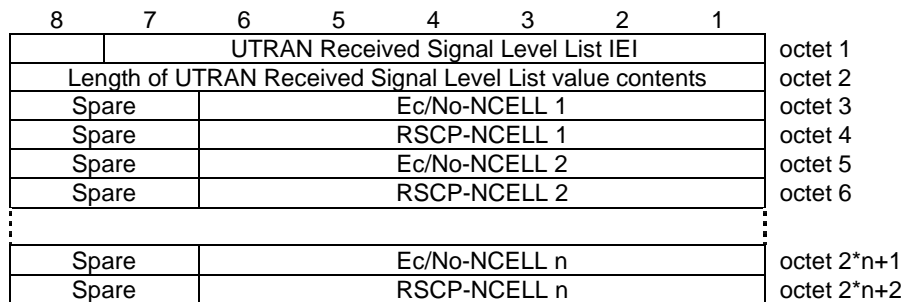 8 7 6 5 4 3 2 1
UTRAN Received Signal Level List IEI octet 1
Length of UTRAN Received Signal Level List value contents octet 2
Spare Ec/No-NCELL 1 octet 3
Spare RSCP-NCELL 1 octet 4
Spare Ec/No-NCELL 2 octet 5
Spare RSCP-NCELL 2 octet 6
Spare Ec/No-NCELL n octet 2*n+1
Spare RSCP-NCELL n octet 2*n+2